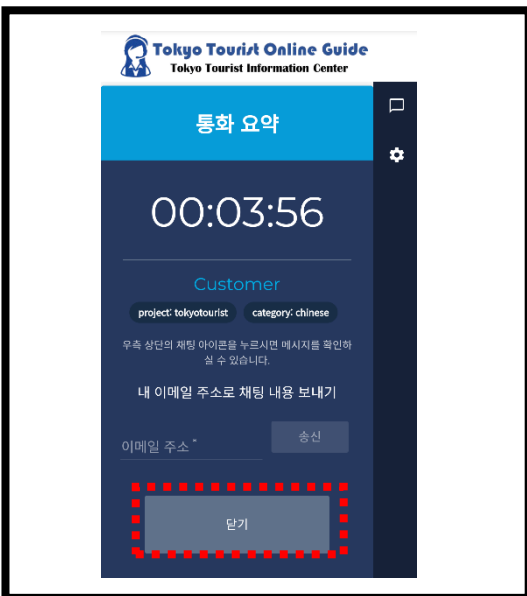 Tokyo Tourist Online Guide
Tokyo Tourist Information Center
통화 요약
00:03:56
Customer
project: tokyotourist category: chinese
우측 상단의 채팅 아이콘을 누르시면 메시지를 확인하
실 수 있습니다.
내 이메일 주소로 채팅 내용 보내기
이메일 주소 *
송신
닫기